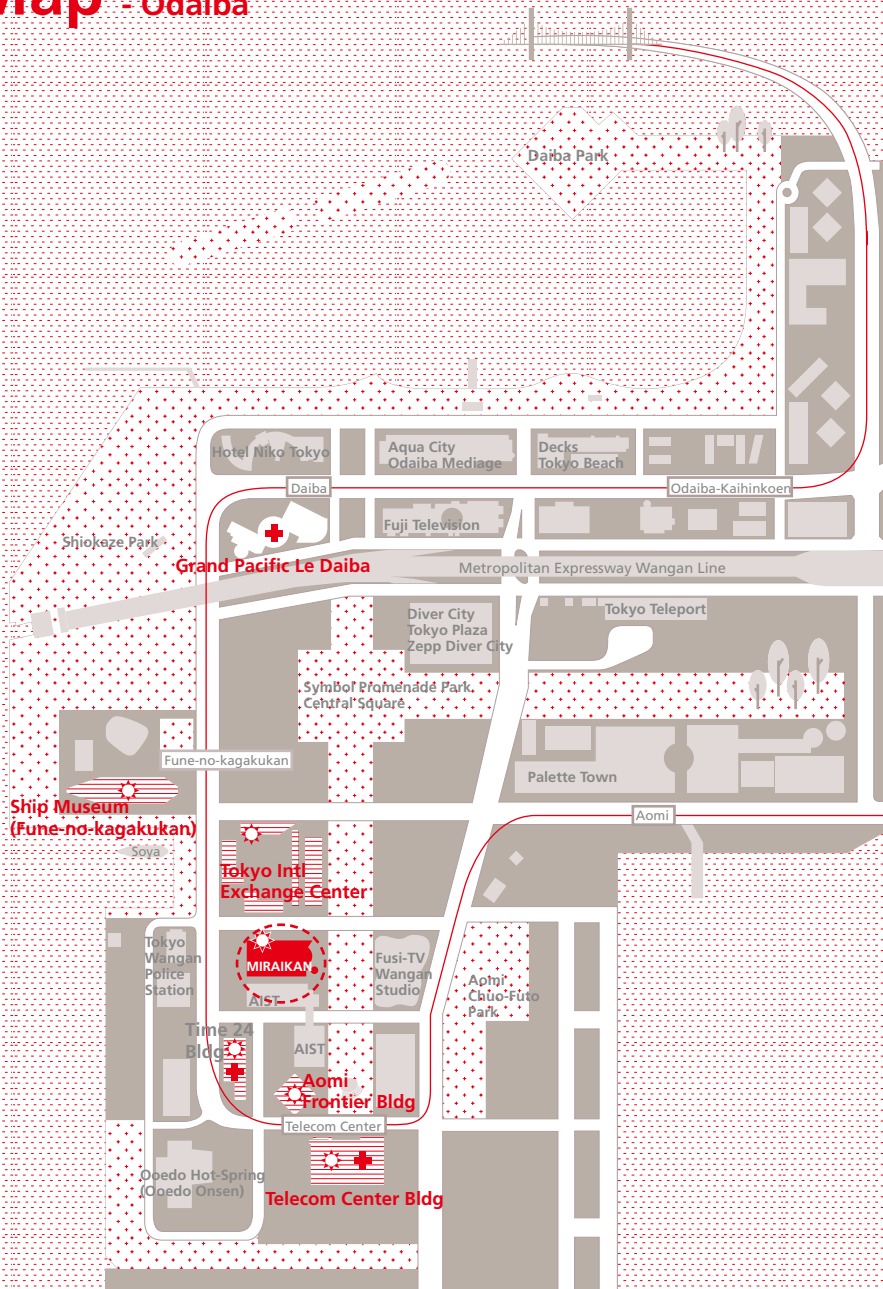 Map - Odaiba
Daiba Park
Hotel Niko Tokyo
Aqua City
Odaiba Mediage
Decks
Tokyo Beach
Daiba
Odaiba-Kaihinkoen
Fuji Television
Shiokaze Park
Grand Pacific Le Daiba
Metropolitan Expressway Wangan Line
Diver City
Tokyo Plaza
Zepp Diver City
Tokyo Teleport
Symbol Promenade Park
Central Square
Fune-no-kagakukan
Palette Town
Ship Museum
(Fune-no-kagakukan)
Aomi
Soya
Tokyo Intl
Exchange Center
Tokyo
Wangan
Police
Station
MIRAIKAN
Fusi-TV
Wangan
Studio
Aomi
Chuo-Futo
Park
AIST
Time 24
Bldg
AIST
Aomi
Frontier Bldg
Telecom Center
Ooedo Hot-Spring
(Ooedo Onsen)
Telecom Center Bldg